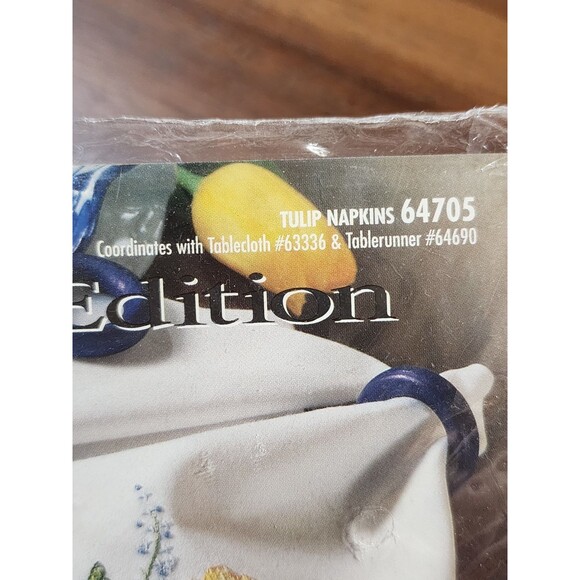 TULIP NAPKINS 64705
Coordinates with Tablecloth #63336 & Tablerunner #64690
Edition